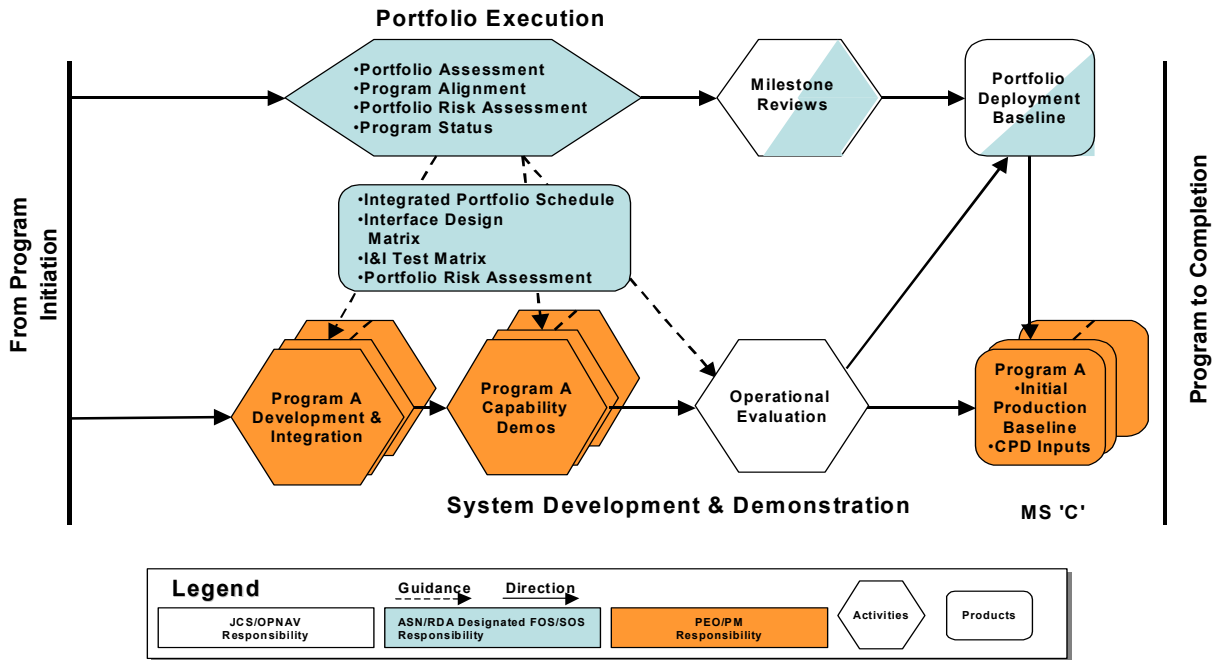 Portfolio Execution
•Portfolio Assessment
•Program Alignment
•Portfolio Risk Assessment
•Program Status
Milestone
Reviews
Portfolio
Deployment
Baseline
From Program
Initiation
•Integrated Portfolio Schedule
•Interface Design
Matrix
•I&I Test Matrix
•Portfolio Risk Assessment
Program to Completion
Program A
Development &
Integration
Program A
Capability
Demos
Operational
Evaluation
Program A
•Initial
Production
Baseline
•CPD Inputs
System Development & Demonstration
MS 'C'
Legend
Guidance
Direction
JCS/OPNAV
Responsibility
ASN/RDA Designated FOS/SOS
Responsibility
PEO/PM
Responsibility
Activities
Products